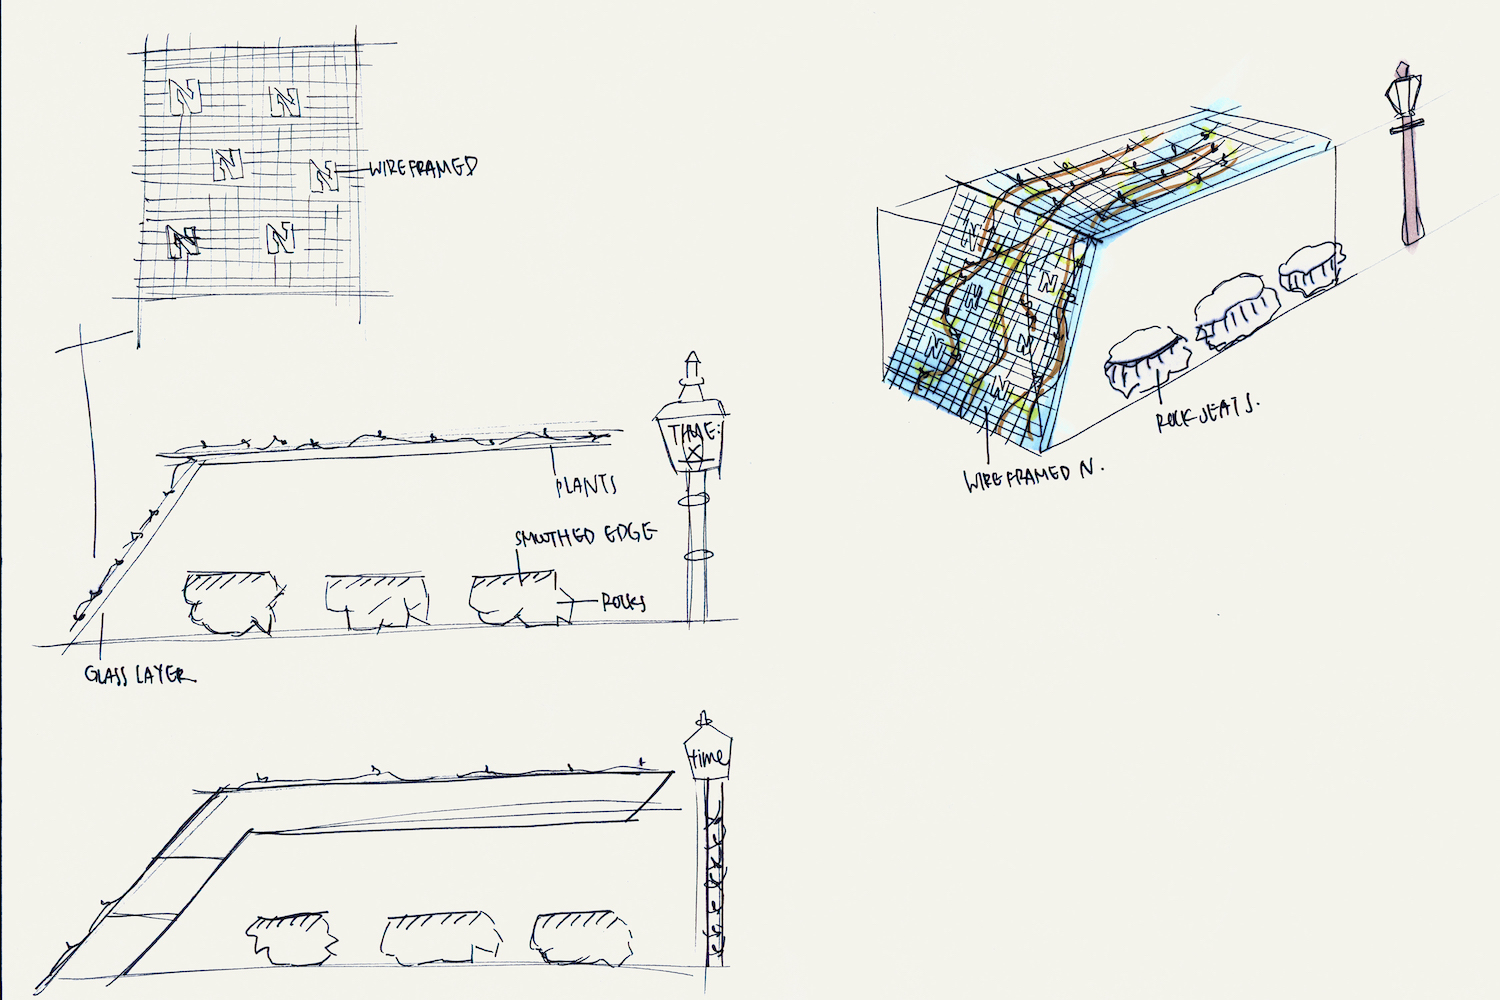 N
N
N
N
N
N
WIREFRAMED
TIME:
X
PLANTS
SMOOTHED EDGE
ROCKS
GLASS LAYER
time
N
N
N
N
N
N
ROCK SEATS.
WIREFRAMED N.